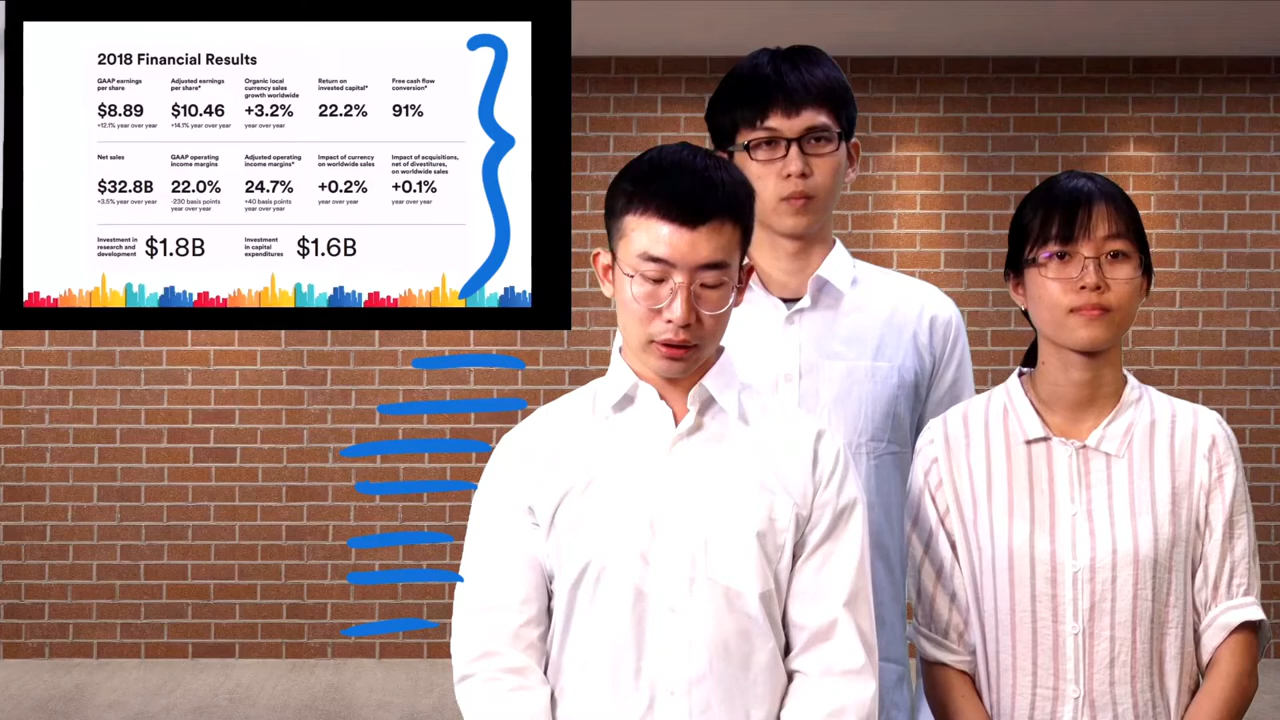 2018 Financial Results
GAAP earnings
per share
$8.89
+12.1% year over year
Adjusted earnings
per share*
$10.46
+14.1% year over year
Organic local
currency sales
growth worldwide
+3.2%
year over year
Return on
invested capital*
22.2%
Free cash flow
conversion*
91%
Net sales
$32.8B
+3.5% year over year
GAAP operating
income margins
22.0%
-230 basis points
year over year
Adjusted operating
income margins*
24.7%
+40 basis points
year over year
Impact of currency
on worldwide sales
+0.2%
year over year
Impact of acquisitions,
net of divestitures,
on worldwide sales
+0.1%
year over year
Investment in
research and
development
$1.8B
Investment
in capital
expenditures
$1.6B